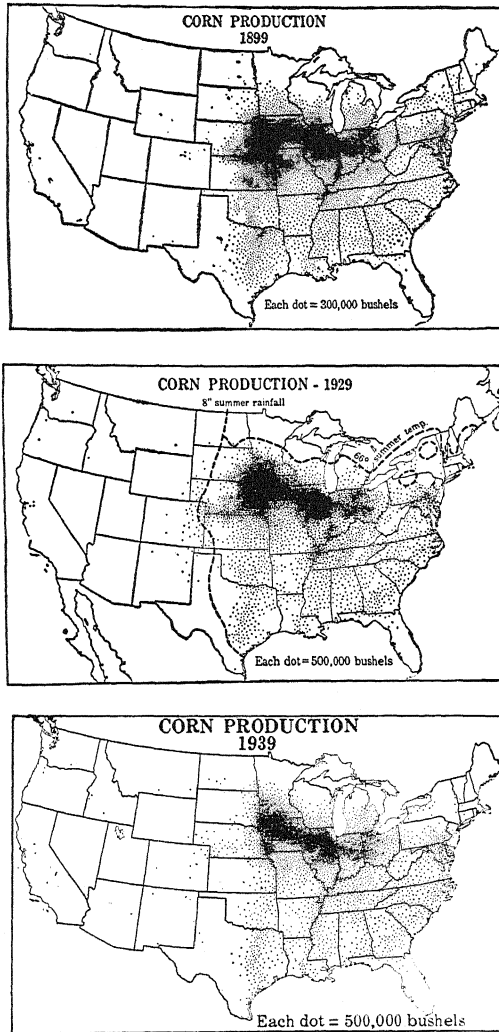 CORN PRODUCTION
1899
Each dot = 300,000 bushels
CORN PRODUCTION - 1929
8" summer rainfall
66° summer temp.
Each dot = 500,000 bushels
CORN PRODUCTION
1939
Each dot = 500,000 bushels